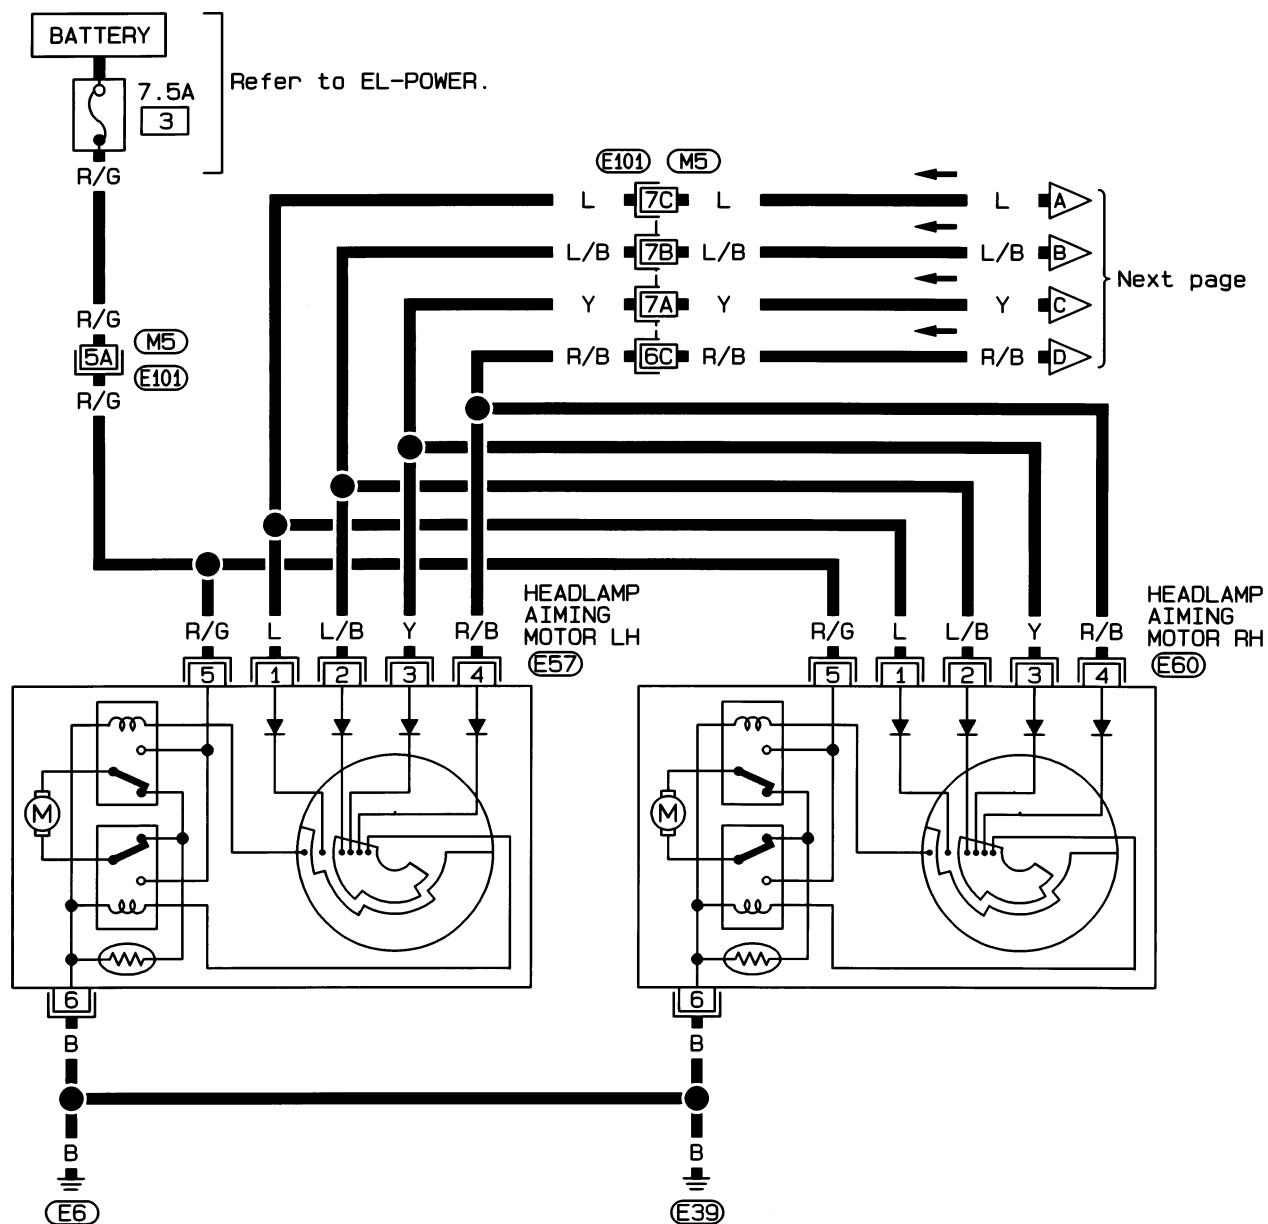 BATTERY
7.5A
3
Refer to EL-POWER.
R/G
E101 M5
L 7C L L A
L/B 7B L/B L/B B
Y 7A Y Y C
R/B 6C R/B R/B D
Next page
R/G
5A
M5
E101
R/G
HEADLAMP
AIMING
MOTOR LH
E57
HEADLAMP
AIMING
MOTOR RH
E60
R/G L L/B Y R/B
5 1 2 3 4
R/G L L/B Y R/B
5 1 2 3 4
M
M
6
6
B
B
B
B
E6
E39